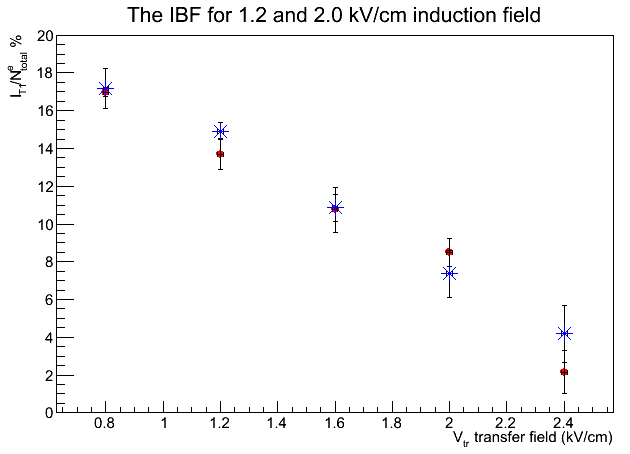 The IBF for 1.2 and 2.0 kV/cm induction field
I_T1/N^e_total %
20
18
16
14
12
10
8
6
4
2
0
0.8 1 1.2 1.4 1.6 1.8 2 2.2 2.4
V_tr transfer field (kV/cm)